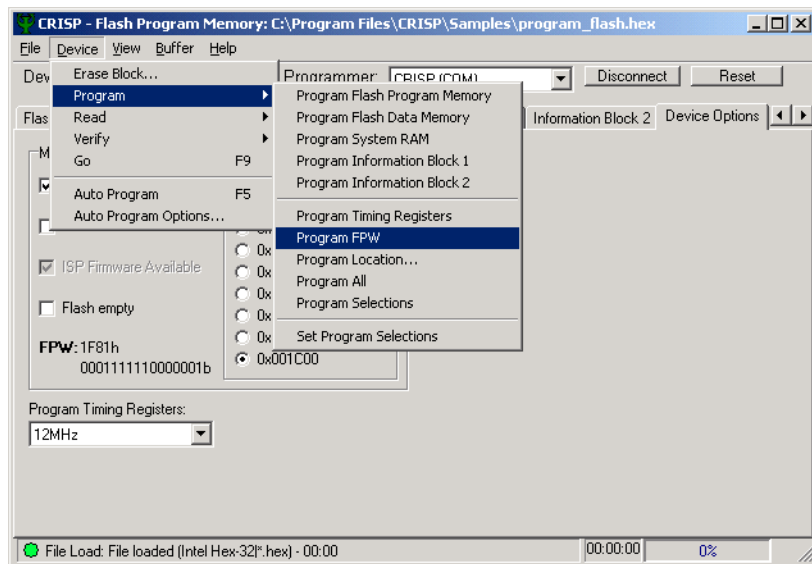 CRISP - Flash Program Memory: C:\Program Files\CRISP\Samples\program_flash.hex
File Device View Buffer Help
Programmer: CRISP (COM) Disconnect Reset
Information Block 2 Device Options
Erase Block...
Program
Read
Verify
Go F9
Auto Program F5
Auto Program Options...
Program Flash Program Memory
Program Flash Data Memory
Program System RAM
Program Information Block 1
Program Information Block 2
Program Timing Registers
Program FPW
Program Location...
Program All
Program Selections
Set Program Selections
ISP Firmware Available
Flash empty
FPW: 1F81h
0001111110000001b
0x001C00
Program Timing Registers:
12MHz
File Load: File loaded (Intel Hex-32|*.hex) - 00:00 00:00:00 0%